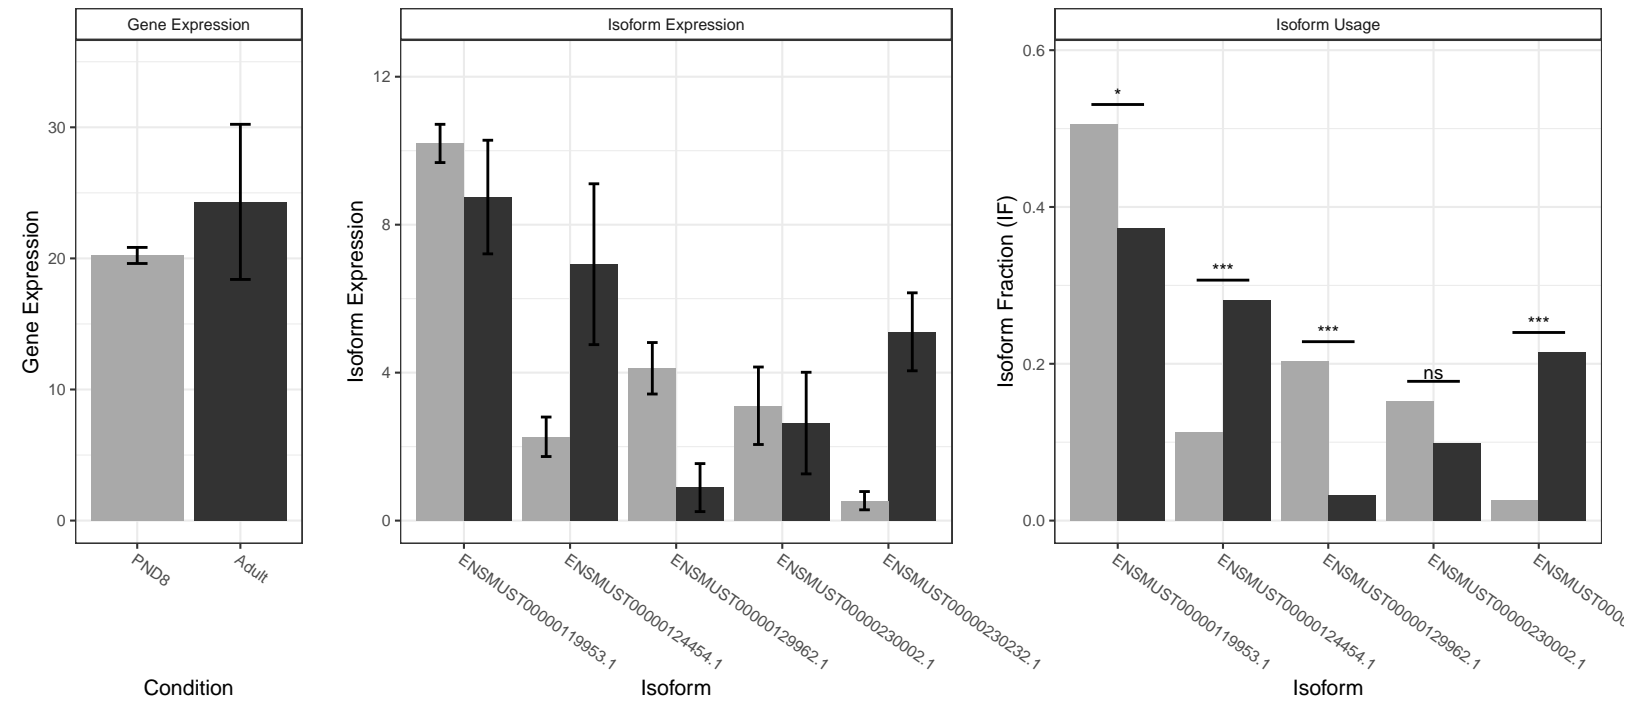 Gene Expression
Isoform Expression
Isoform Usage
Gene Expression
30
20
10
0
PND8
Adult
Condition
Isoform Expression
12
8
4
0
ENSMUST00000119953.1
ENSMUST00000124454.1
ENSMUST00000129962.1
ENSMUST00000230002.1
ENSMUST00000230232.1
Isoform
Isoform Fraction (IF)
0.6
0.4
0.2
0.0
*
***
***
ns
***
ENSMUST00000119953.1
ENSMUST00000124454.1
ENSMUST00000129962.1
ENSMUST00000230002.1
Isoform